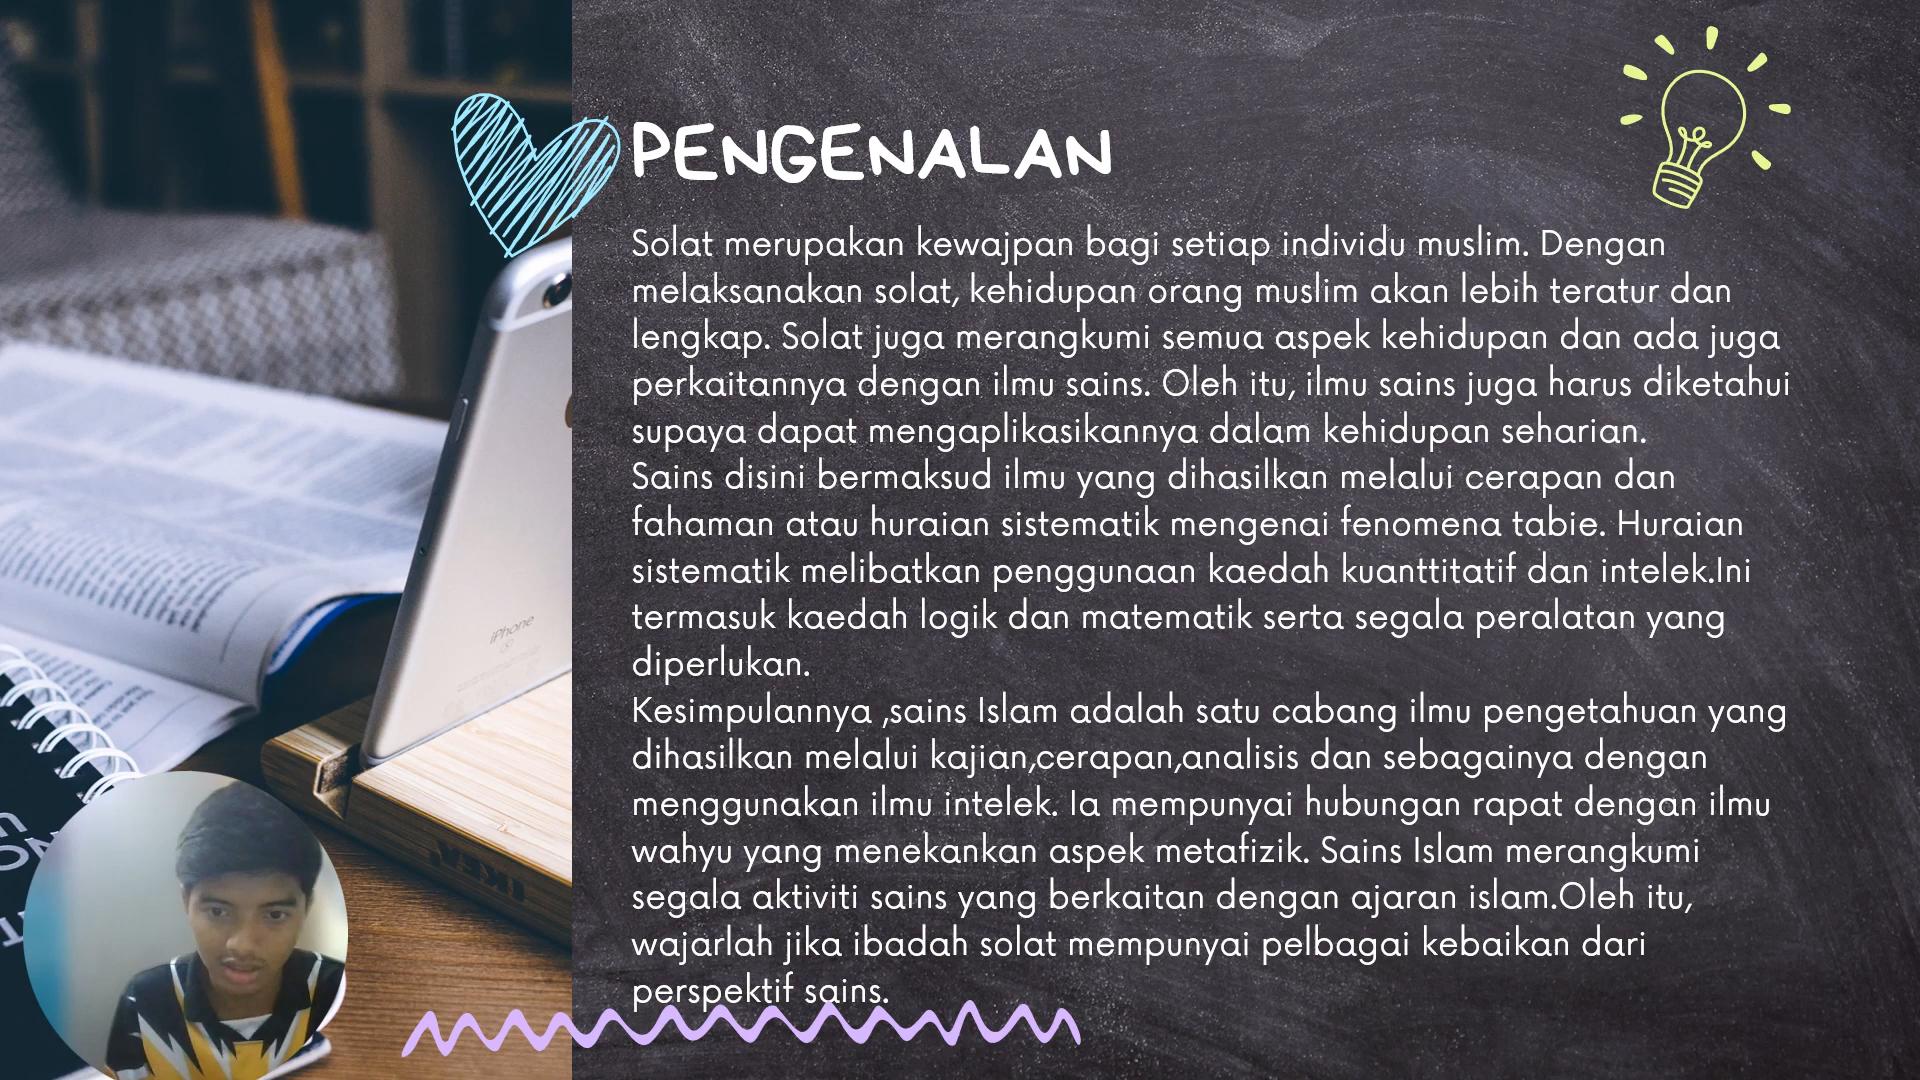 PENGENALAN
Solat merupakan kewajpan bagi setiap individu muslim. Dengan
melaksanakan solat, kehidupan orang muslim akan lebih teratur dan
lengkap. Solat juga merangkumi semua aspek kehidupan dan ada juga
perkaitannya dengan ilmu sains. Oleh itu, ilmu sains juga harus diketahui
supaya dapat mengaplikasikannya dalam kehidupan seharian.
Sains disini bermaksud ilmu yang dihasilkan melalui cerapan dan
fahaman atau huraian sistematik mengenai fenomena tabie. Huraian
sistematik melibatkan penggunaan kaedah kuanttitatif dan intelek.Ini
termasuk kaedah logik dan matematik serta segala peralatan yang
diperlukan.
Kesimpulannya ,sains Islam adalah satu cabang ilmu pengetahuan yang
dihasilkan melalui kajian,cerapan,analisis dan sebagainya dengan
menggunakan ilmu intelek. Ia mempunyai hubungan rapat dengan ilmu
wahyu yang menekankan aspek metafizik. Sains Islam merangkumi
segala aktiviti sains yang berkaitan dengan ajaran islam.Oleh itu,
wajarlah jika ibadah solat mempunyai pelbagai kebaikan dari
perspektif sains.
iPhone
IKEA